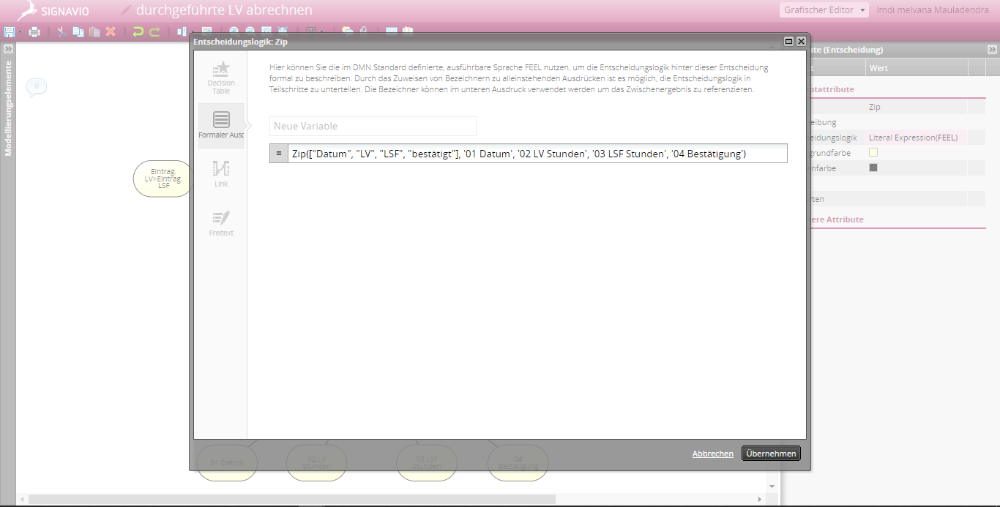 SIGNAVIO
durchgeführte LV abrechnen
Grafischer Editor
Imdi melvana Mauladendra
Entscheidungslogik: Zip
Modellierungselemente
0
Eintrag.
LV>Eintrag.
LSF
Decision
Table
Formaler Ausd
Link
Freitext
Hier können Sie die im DMN Standard definierte, ausführbare Sprache FEEL nutzen, um die Entscheidungslogik hinter dieser Entscheidung
formal zu beschreiben. Durch das Zuweisen von Bezeichnern zu alleinstehenden Ausdrücken ist es möglich, die Entscheidungslogik in
Teilschritte zu unterteilen. Die Bezeichner können im unteren Ausdruck verwendet werden um das Zwischenergebnis zu referenzieren.
Neue Variable
= Zip(["Datum", "LV", "LSF", "bestätigt"], '01 Datum', '02 LV Stunden', '03 LSF Stunden', '04 Bestätigung')
Abbrechen
Übernehmen
01 Datum
02 LV
Stunden
03 LSF
Stunden
04
Bestätigung
ute (Entscheidung)
t
Wert
ptattribute
Zip
eibung
heidungslogik
Literal Expression(FEEL)
grundfarbe
enfarbe
rten
ere Attribute